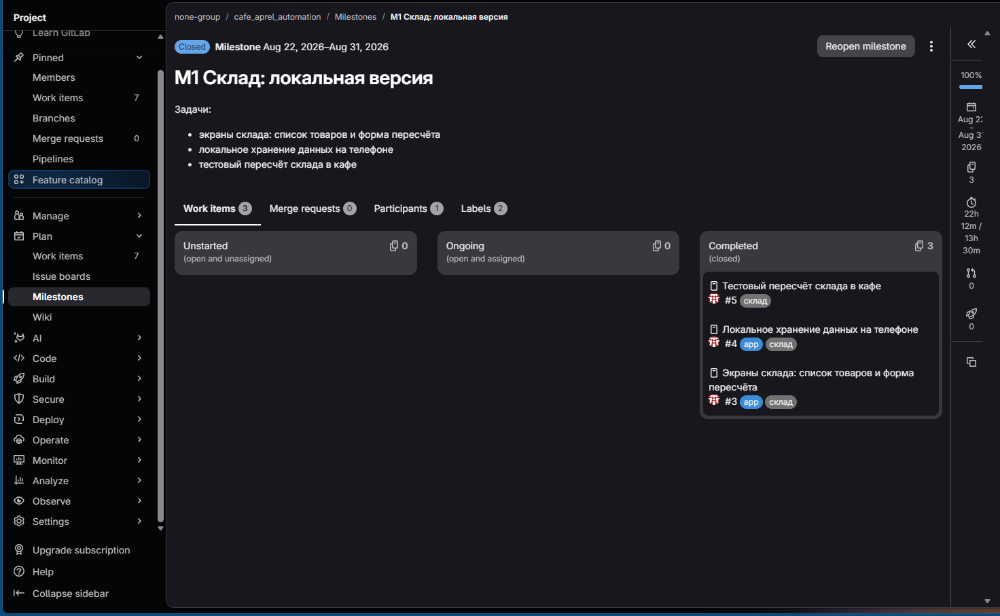 Project
Learn GitLab
Pinned
Members
Work items 7
Branches
Merge requests 0
Pipelines
Feature catalog
Manage
Plan
Work items 7
Issue boards
Milestones
Wiki
AI
Code
Build
Secure
Deploy
Operate
Monitor
Analyze
Observe
Settings
Upgrade subscription
Help
Collapse sidebar
none-group / cafe_aprel_automation / Milestones / М1 Склад: локальная версия
Closed Milestone Aug 22, 2026–Aug 31, 2026
Reopen milestone
М1 Склад: локальная версия
Задачи:
• экраны склада: список товаров и форма пересчёта
• локальное хранение данных на телефоне
• тестовый пересчёт склада в кафе
Work items 3 Merge requests 0 Participants 1 Labels 2
Unstarted 0
(open and unassigned)
Ongoing 0
(open and assigned)
Completed 3
(closed)
Тестовый пересчёт склада в кафе
#5 склад
Локальное хранение данных на телефоне
#4 app склад
Экраны склада: список товаров и форма
пересчёта
#3 app склад
100%
Aug 22
-
Aug 31
2026
3
22h
12m /
13h
30m
0
0